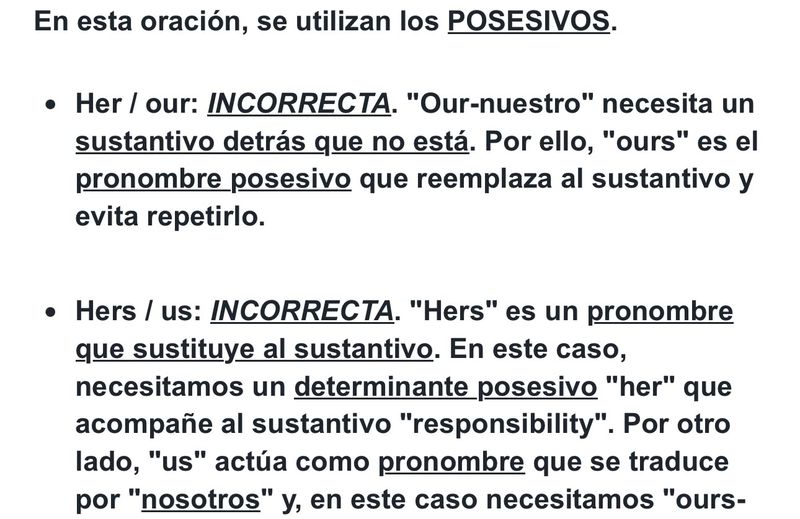 En esta oración, se utilizan los POSESIVOS.
• Her / our: INCORRECTA. "Our-nuestro" necesita un
sustantivo detrás que no está. Por ello, "ours" es el
pronombre posesivo que reemplaza al sustantivo y
evita repetirlo.
• Hers / us: INCORRECTA. "Hers" es un pronombre
que sustituye al sustantivo. En este caso,
necesitamos un determinante posesivo "her" que
acompañe al sustantivo "responsibility". Por otro
lado, "us" actúa como pronombre que se traduce
por "nosotros" y, en este caso necesitamos "ours-